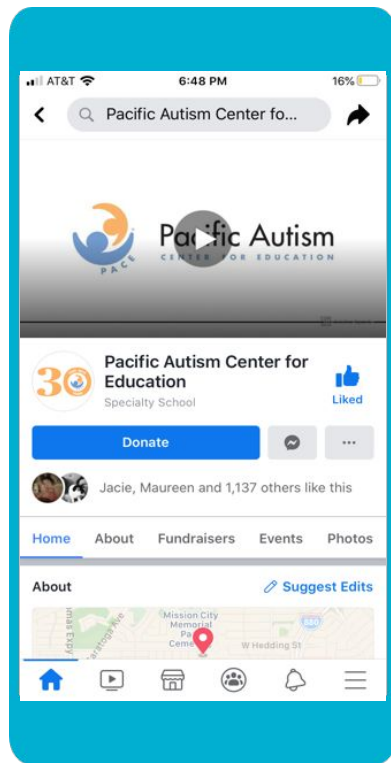 AT&T 6:48 PM 16%
Pacific Autism Center fo...
Pacific Autism
CENTER FOR EDUCATION
PACE
30
Pacific Autism Center for
Education
Specialty School
Liked
Donate
Jacie, Maureen and 1,137 others like this
Home About Fundraisers Events Photos
About Suggest Edits
Mission City
Memorial
W Hedding St
880